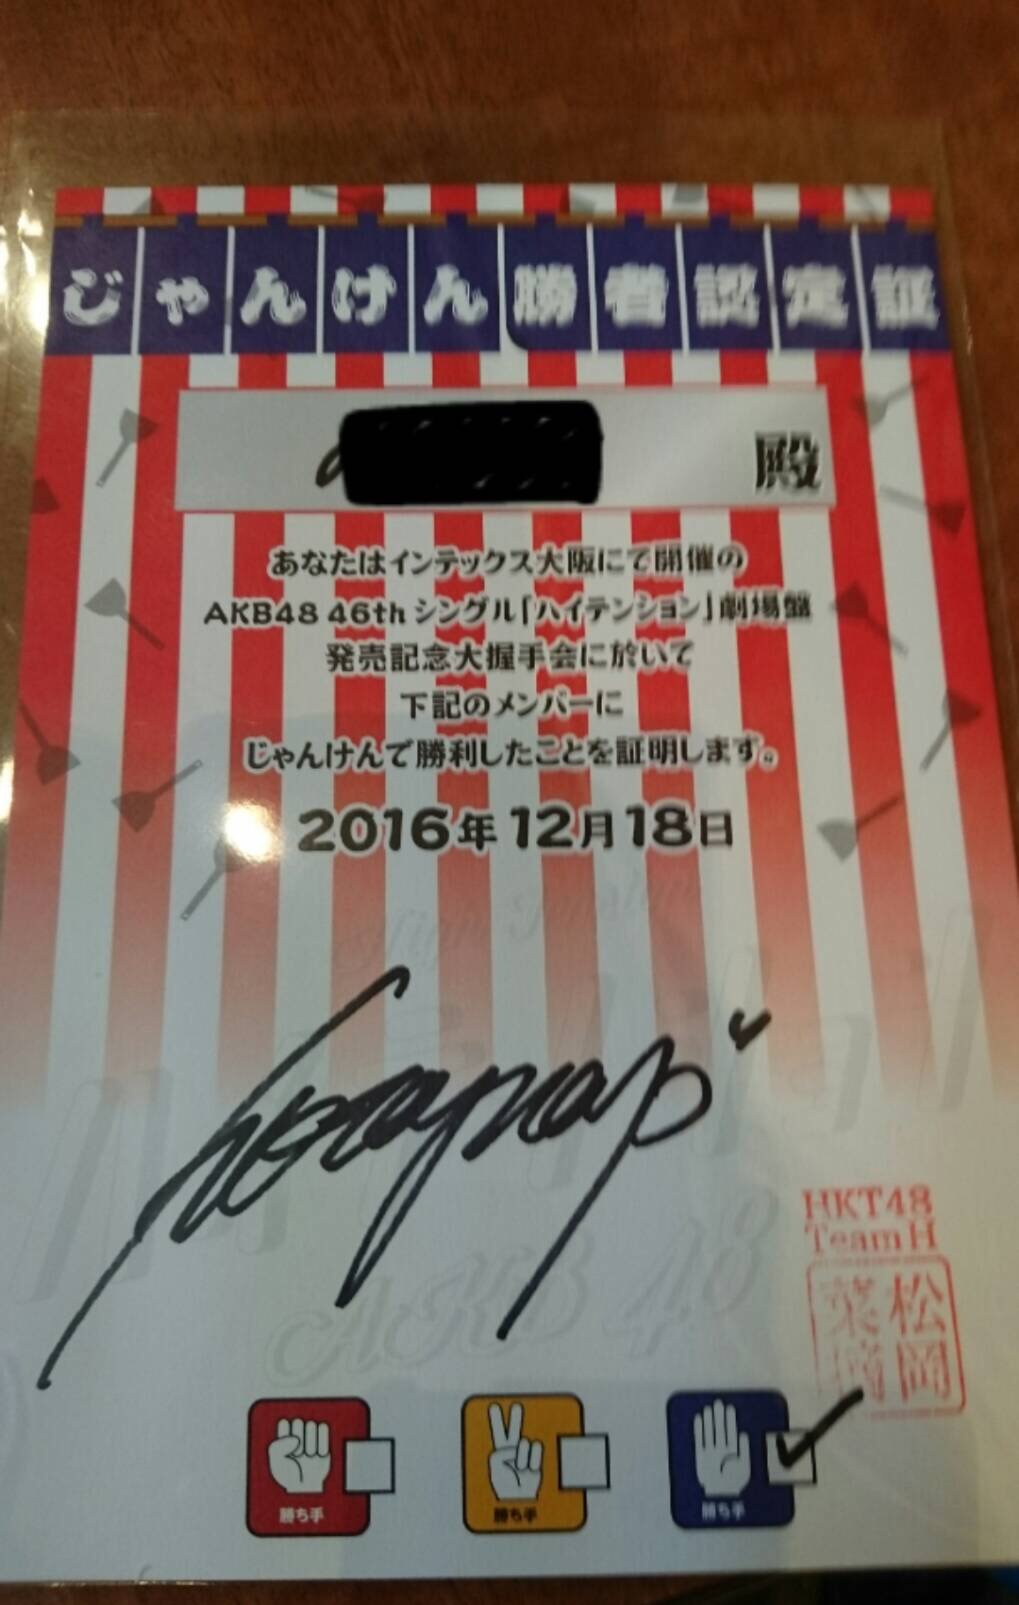 じゃんけん勝者認定証
殿
あなたはインテックス大阪にて開催の
AKB48 46th シングル「ハイテンション」劇場盤
発売記念大握手会に於いて
下記のメンバーに
じゃんけんで勝利したことを証明します。
2016年12月18日
AKB48
HKT48
Team H
松岡
菜摘
勝ち手
勝ち手
勝ち手